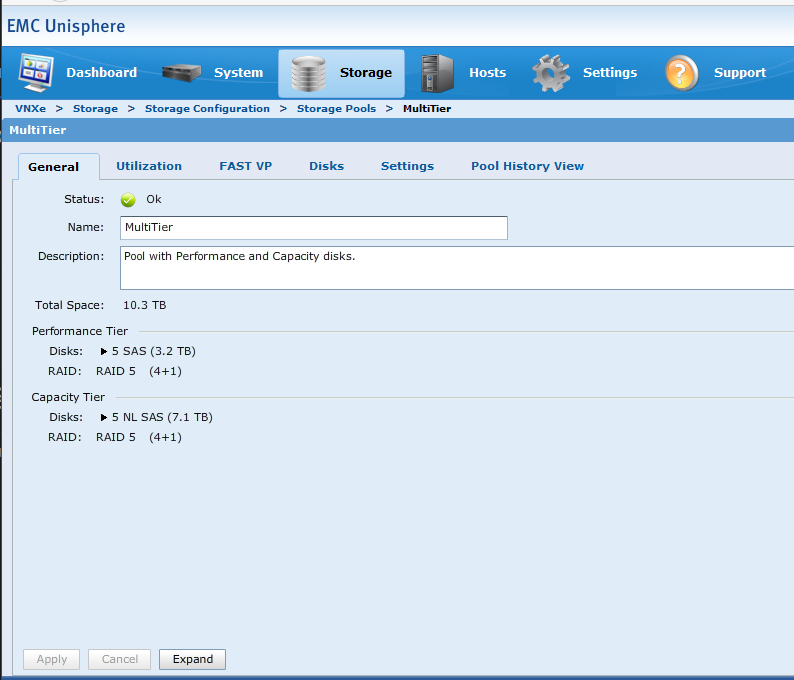 EMC Unisphere
Dashboard System Storage Hosts Settings Support
VNXe > Storage > Storage Configuration > Storage Pools > MultiTier
MultiTier
General Utilization FAST VP Disks Settings Pool History View
Status: Ok
Name: MultiTier
Description: Pool with Performance and Capacity disks.
Total Space: 10.3 TB
Performance Tier
Disks: 5 SAS (3.2 TB)
RAID: RAID 5 (4+1)
Capacity Tier
Disks: 5 NL SAS (7.1 TB)
RAID: RAID 5 (4+1)
Apply Cancel Expand